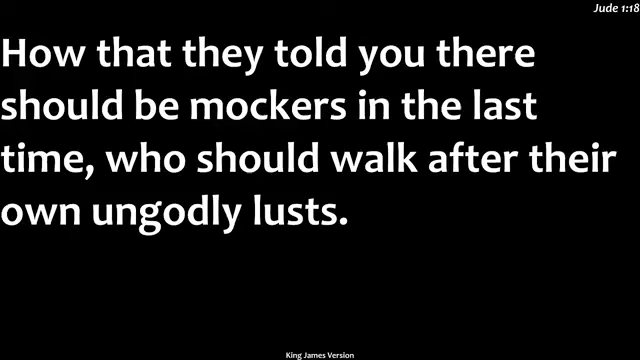 Jude 1:18
How that they told you there
should be mockers in the last
time, who should walk after their
own ungodly lusts.
King James Version